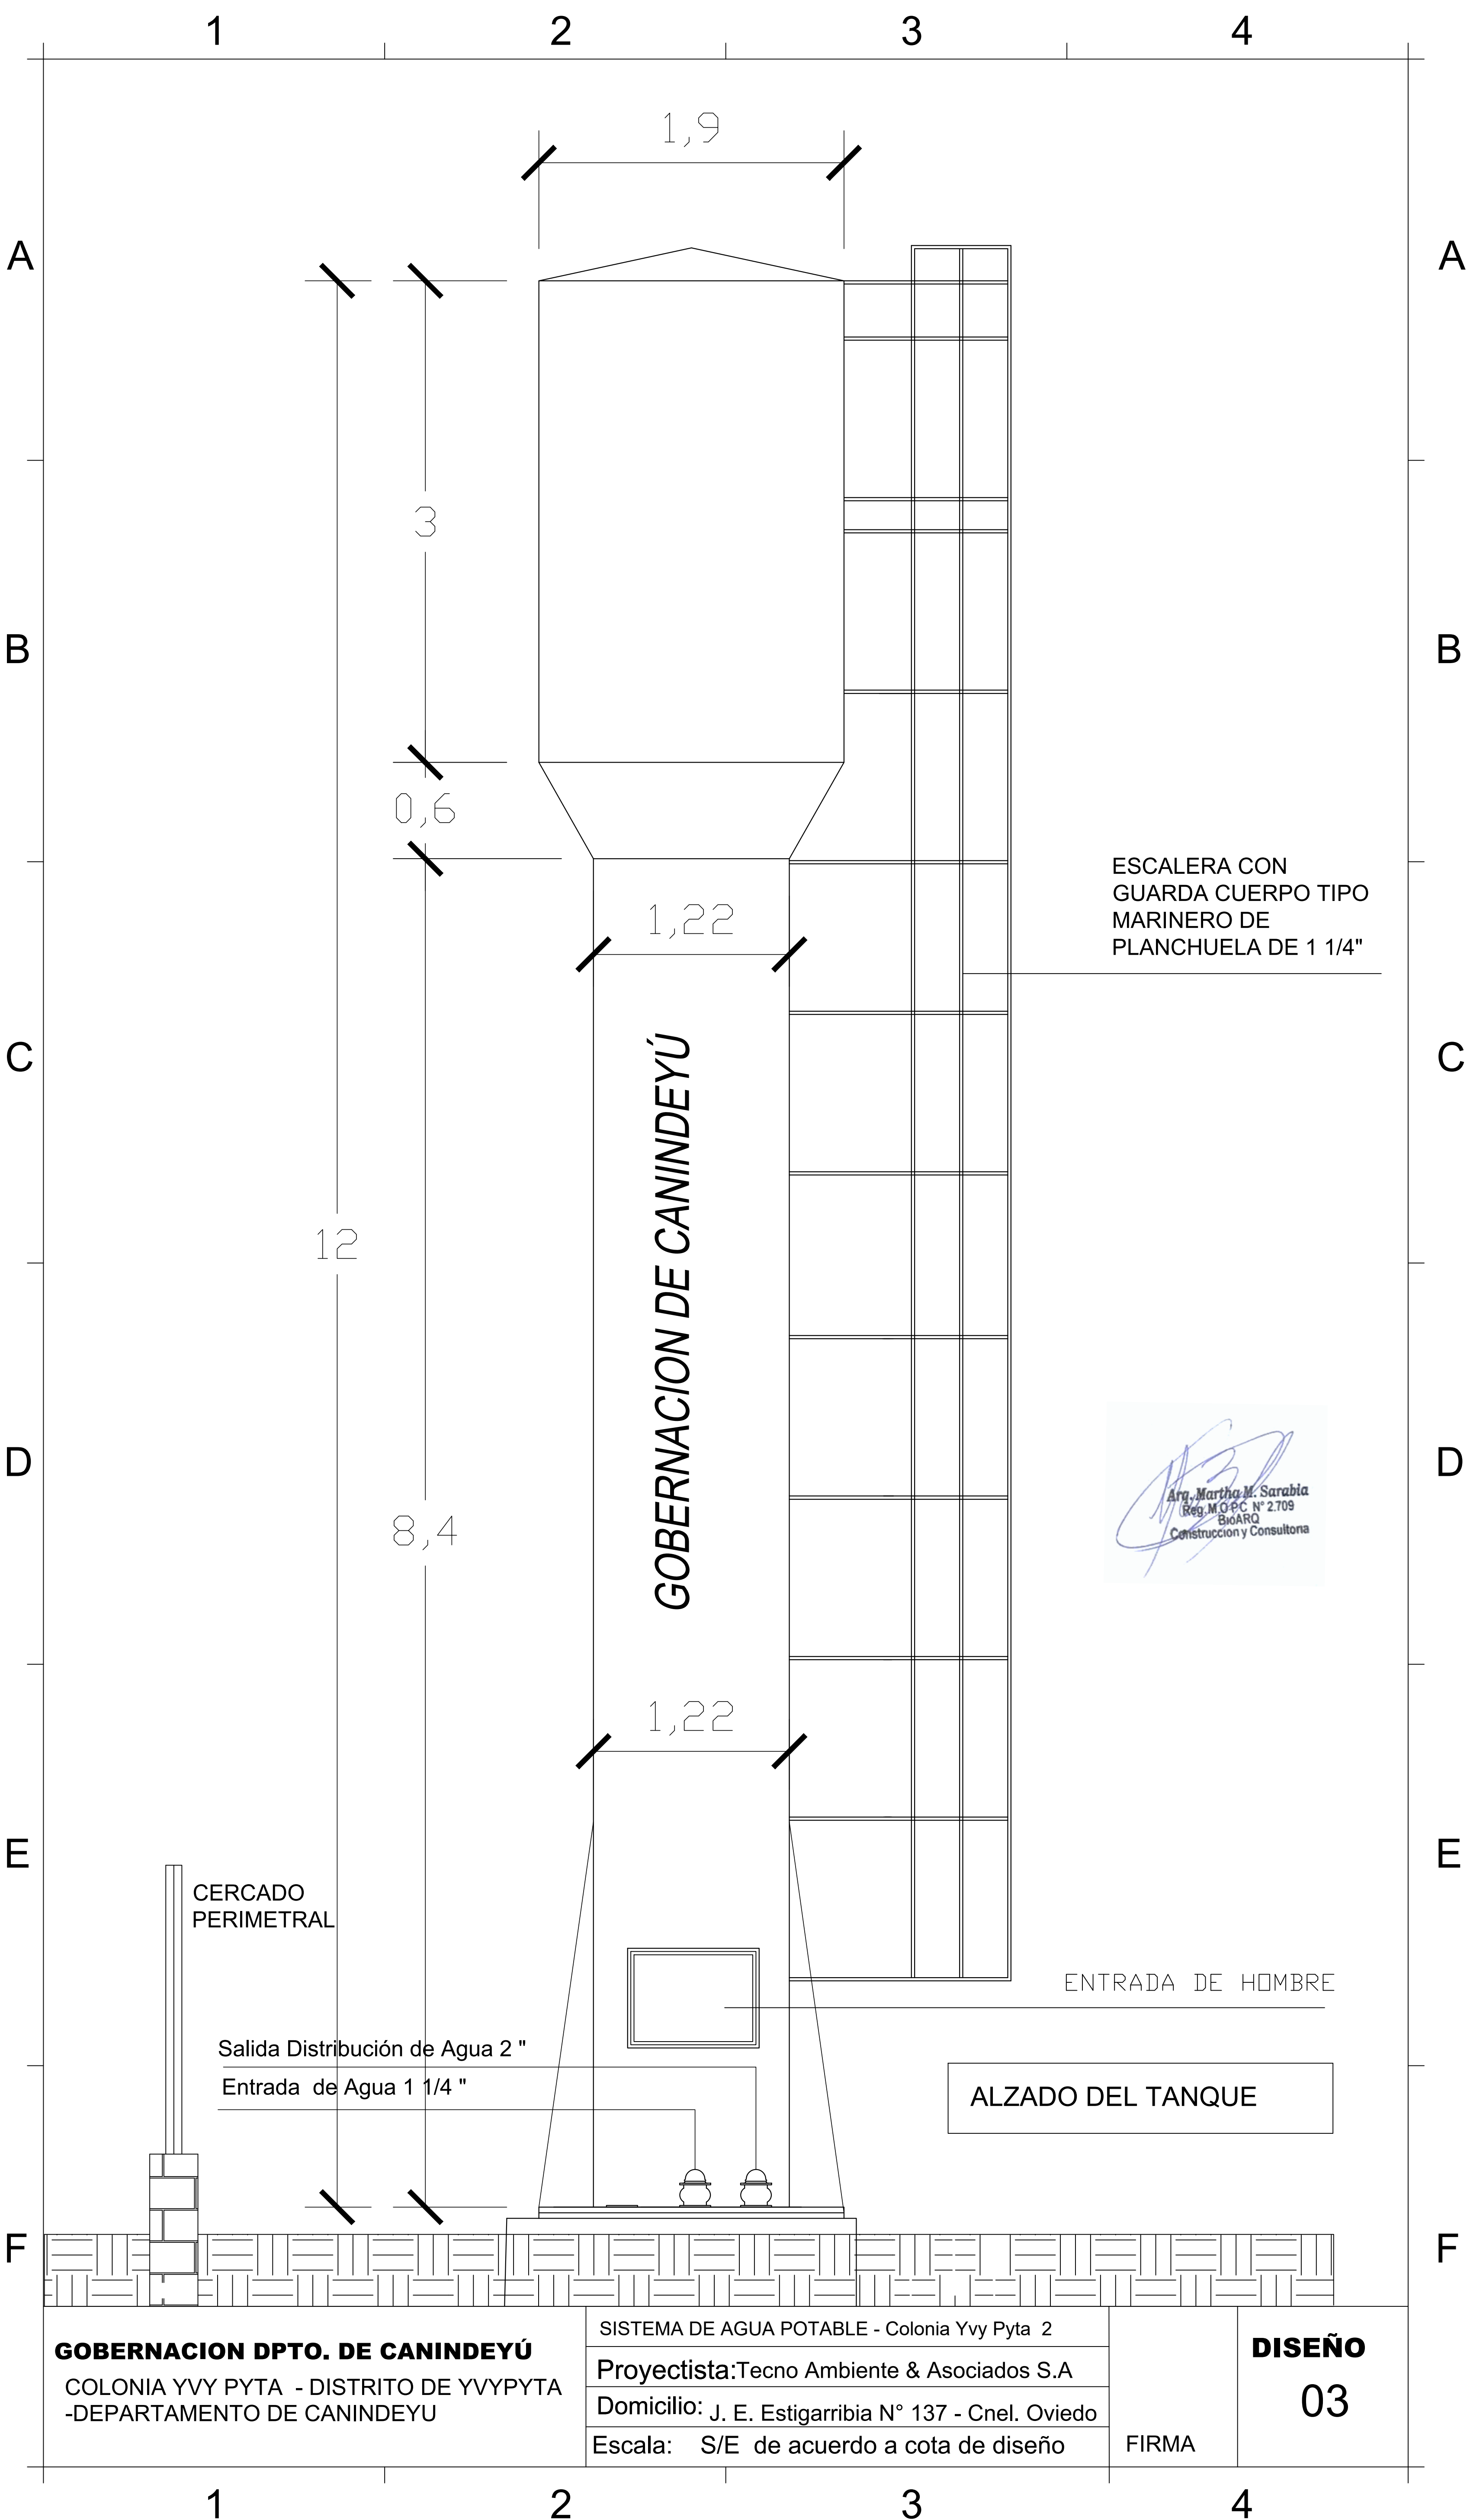 1 2 3 4
1,9
A A
3
B B
0,6
ESCALERA CON
GUARDA CUERPO TIPO
MARINERO DE
PLANCHUELA DE 1 1/4"
1,22
C C
GOBERNACION DE CANINDEYÚ
12
D D
Arq. Martha M. Sarabia
Reg. M.O.P.C N° 2.709
BioARQ
Construccion y Consultoria
8,4
1,22
E E
CERCADO
PERIMETRAL
ENTRADA DE HOMBRE
Salida Distribución de Agua 2 "
Entrada de Agua 1 1/4 "
ALZADO DEL TANQUE
F F
GOBERNACION DPTO. DE CANINDEYÚ
COLONIA YVY PYTA - DISTRITO DE YVYPYTA
-DEPARTAMENTO DE CANINDEYU
SISTEMA DE AGUA POTABLE - Colonia Yvy Pyta 2
Proyectista:Tecno Ambiente & Asociados S.A
Domicilio: J. E. Estigarribia N° 137 - Cnel. Oviedo
Escala: S/E de acuerdo a cota de diseño
FIRMA
DISEÑO
03
1 2 3 4